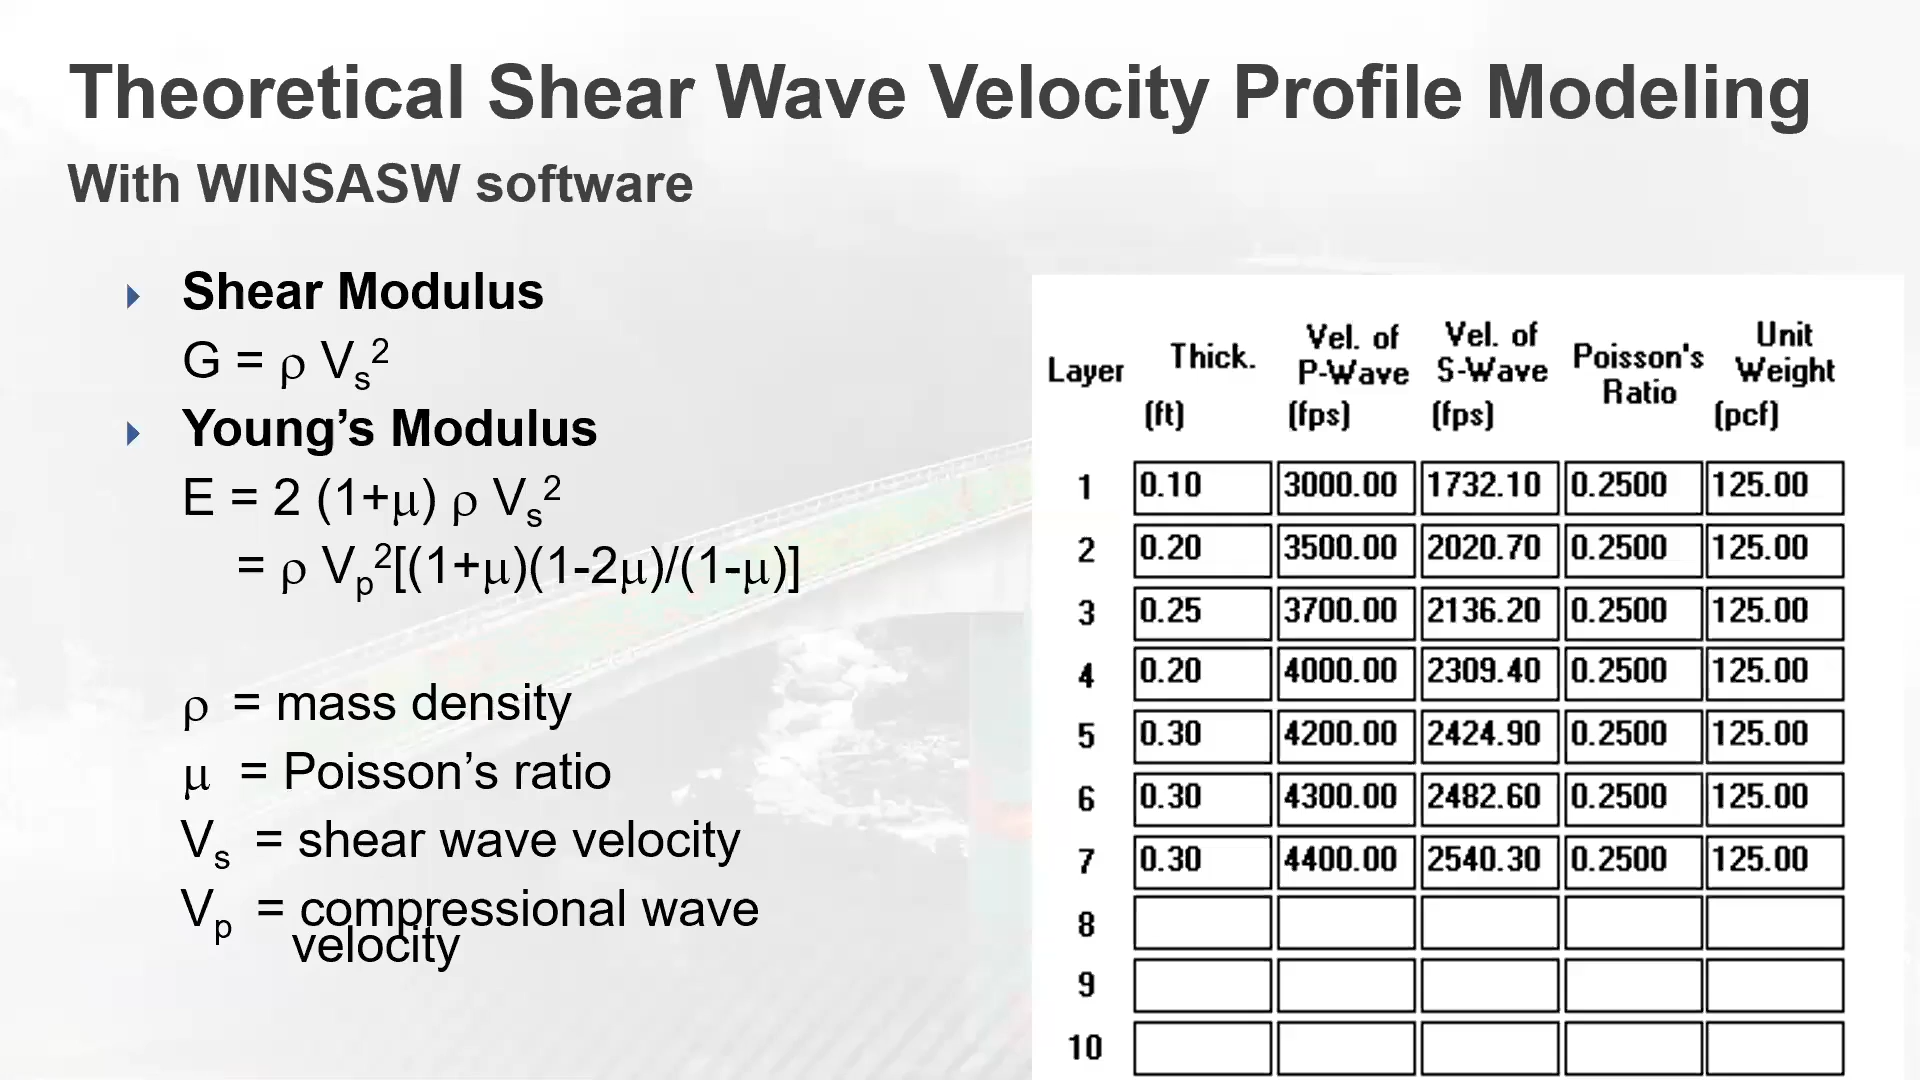 Theoretical Shear Wave Velocity Profile Modeling
With WINSASW software
Shear Modulus
G = ρ Vs²
Young’s Modulus
E = 2 (1+μ) ρ Vs²
= ρ Vp²[(1+μ)(1-2μ)/(1-μ)]
ρ = mass density
μ = Poisson’s ratio
Vs = shear wave velocity
Vp = compressional wave
velocity
Layer Thick. (ft) Vel. of P-Wave (fps) Vel. of S-Wave (fps) Poisson's Ratio Unit Weight (pcf)
1 0.10 3000.00 1732.10 0.2500 125.00
2 0.20 3500.00 2020.70 0.2500 125.00
3 0.25 3700.00 2136.20 0.2500 125.00
4 0.20 4000.00 2309.40 0.2500 125.00
5 0.30 4200.00 2424.90 0.2500 125.00
6 0.30 4300.00 2482.60 0.2500 125.00
7 0.30 4400.00 2540.30 0.2500 125.00
8
9
10